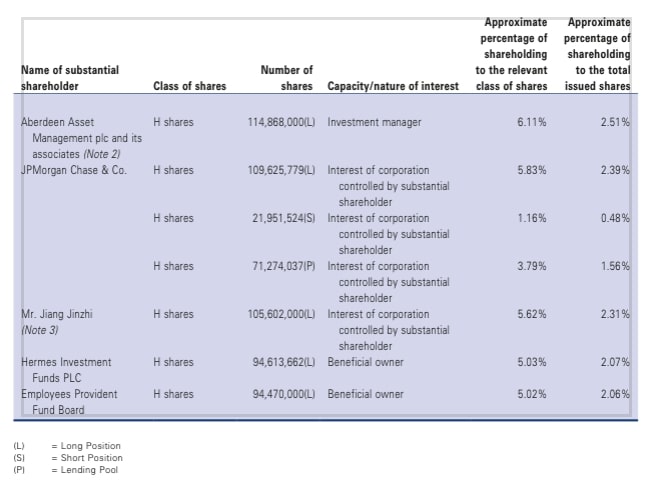 Approximate Approximate
percentage of percentage of
shareholding shareholding
Name of substantial Number of to the relevant to the total
shareholder Class of shares shares Capacity/nature of interest class of shares issued shares
Aberdeen Asset H shares 114,868,000(L) Investment manager 6.11% 2.51%
Management plc and its
associates (Note 2)
JPMorgan Chase & Co. H shares 109,625,779(L) Interest of corporation 5.83% 2.39%
controlled by substantial
shareholder
H shares 21,951,524(S) Interest of corporation 1.16% 0.48%
controlled by substantial
shareholder
H shares 71,274,037(P) Interest of corporation 3.79% 1.56%
controlled by substantial
shareholder
Mr. Jiang Jinzhi H shares 105,602,000(L) Interest of corporation 5.62% 2.31%
(Note 3) controlled by substantial
shareholder
Hermes Investment H shares 94,613,662(L) Beneficial owner 5.03% 2.07%
Funds PLC
Employees Provident H shares 94,470,000(L) Beneficial owner 5.02% 2.06%
Fund Board
(L) = Long Position
(S) = Short Position
(P) = Lending Pool